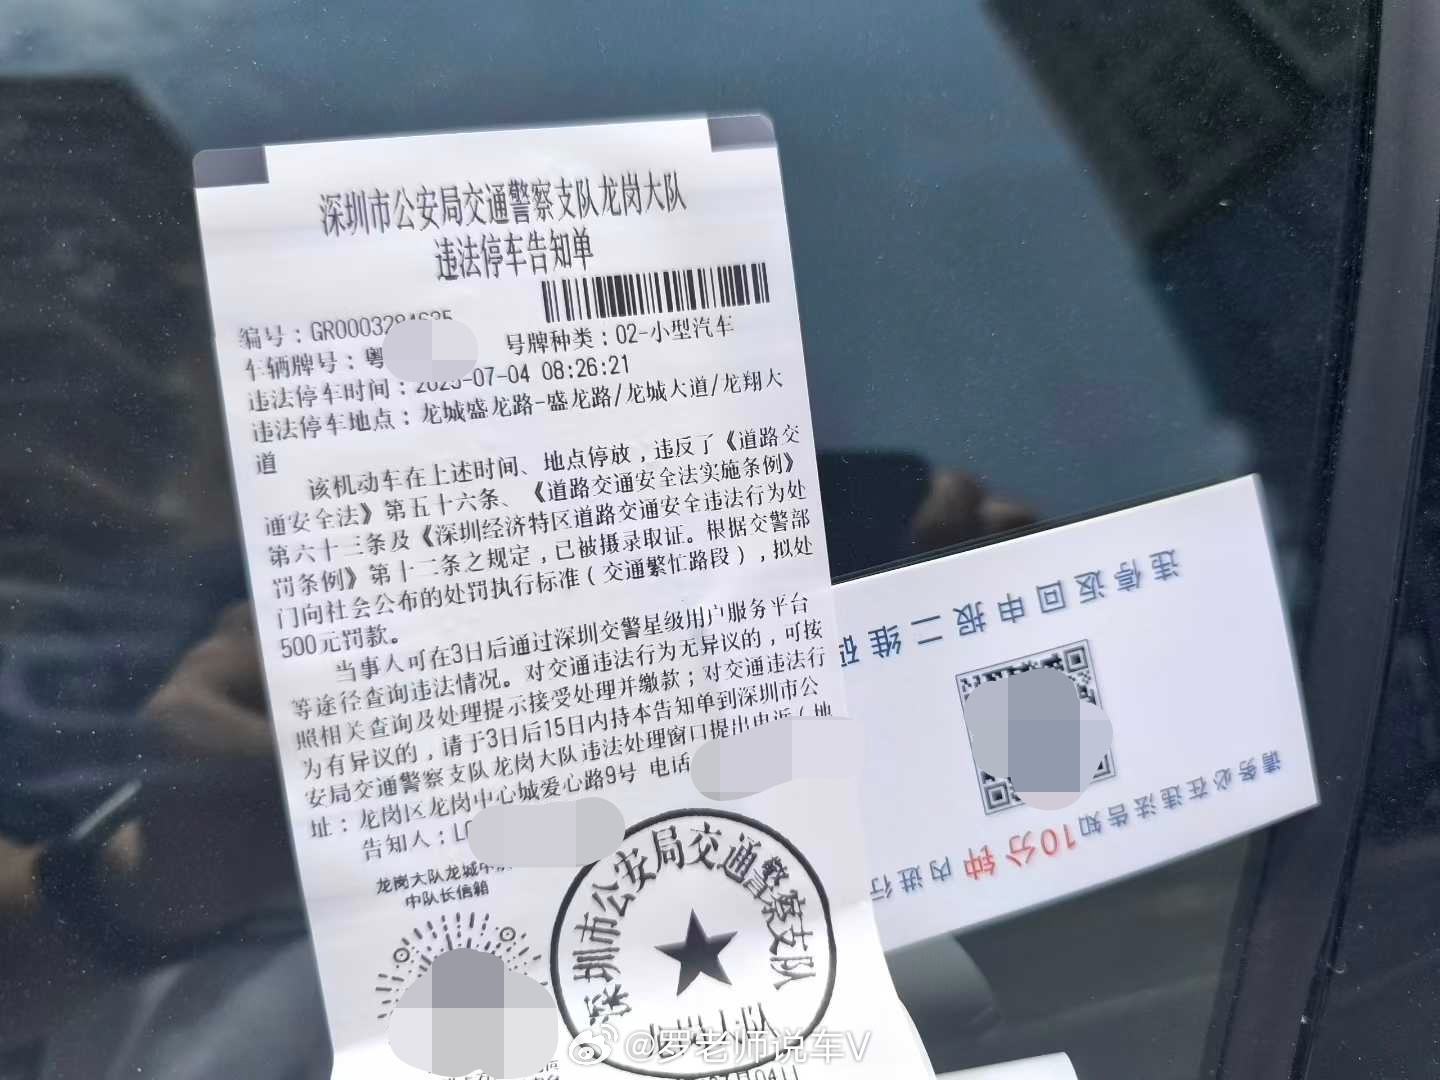 深圳市公安局交通警察支队龙岗大队
违法停车告知单
编号：GR0003284635
车辆牌号：粤
号牌种类：02-小型汽车
违法停车时间：2025-07-04 08:26:21
违法停车地点：龙城盛龙路-盛龙路/龙城大道/龙翔大
道
该机动车在上述时间、地点停放，违反了《道路交
通安全法》第五十六条、《道路交通安全法实施条例》
第六十三条及《深圳经济特区道路交通安全违法行为处
罚条例》第十二条之规定，已被摄录取证。根据交警部
门向社会公布的处罚执行标准（交通繁忙路段），拟处
500元罚款。
当事人可在3日后通过深圳交警星级用户服务平台
等途径查询违法情况。对交通违法行为无异议的，可按
照相关查询及处理提示接受处理并缴款；对交通违法行
为有异议的，请于3日后15日内持本告知单到深圳市公
安局交通警察支队龙岗大队违法处理窗口提出申诉（地
址：龙岗区龙岗中心城爱心路9号 电话
告知人：
龙岗大队龙城中队
中队长信箱
深圳市公安局交通警察支队
违停返回申报二维码
请务必在违法告知
10分钟内进行
@罗老师说车V